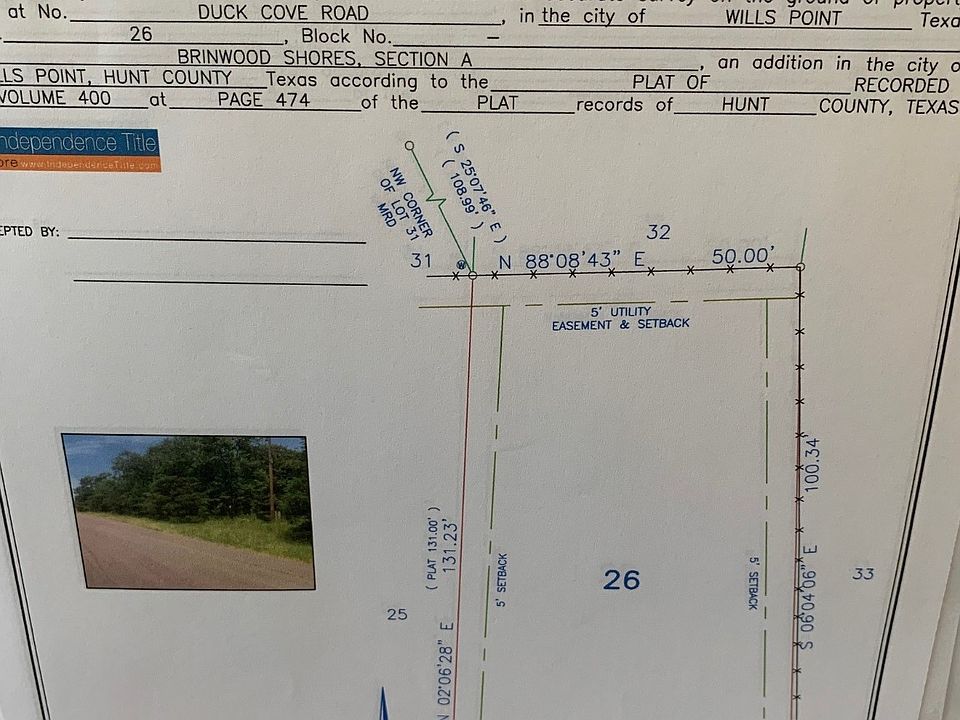 at No. DUCK COVE ROAD , in the city of WILLS POINT Texa
26 , Block No. –
BRINWOOD SHORES, SECTION A , an addition in the city o
LLS POINT, HUNT COUNTY Texas according to the PLAT OF RECORDED
VOLUME 400 at PAGE 474 of the PLAT records of HUNT COUNTY, TEXAS
ndependence Title
ore www.IndependenceTitle.com
EPTED BY:
( S 25°07'46" E )
( 108.99' )
NW CORNER
OF LOT 31
MRD
31
32
N 88°08'43" E 50.00'
5' UTILITY
EASEMENT & SETBACK
100.34'
S 06°04'06" E
33
( PLAT 131.00' )
131.23'
N 02°06'28" E
25
5' SETBACK
26
5' SETBACK